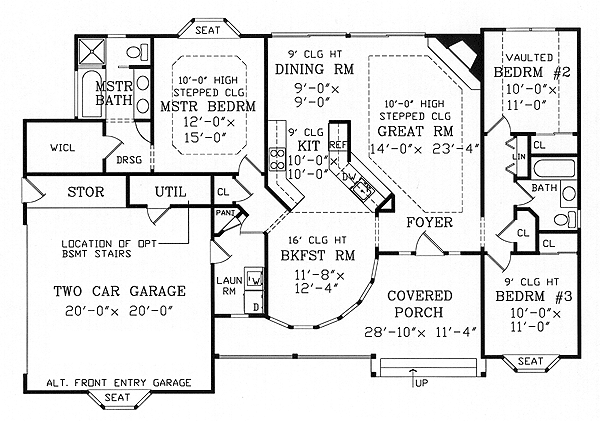 SEAT
MSTR
BATH
10'-0" HIGH
STEPPED CLG
MSTR BEDRM
12'-0"x
15'-0"
9' CLG HT
DINING RM
9'-0"x
9'-0"
10'-0" HIGH
STEPPED CLG
GREAT RM
14'-0"x 23'-4"
VAULTED
BEDRM #2
10'-0"x
11'-0"
WICL
DRSG
9' CLG
KIT
10'-0"x
10'-0"
REF
DW
CL
LIN
BATH
STOR
UTIL
CL
PANT
FOYER
CL
CL
LOCATION OF OPT
BSMT STAIRS
16' CLG HT
BKFST RM
11'-8"x
12'-4"
LAUN
RM
W
D
TWO CAR GARAGE
20'-0"x 20'-0"
COVERED
PORCH
28'-10"x 11'-4"
9' CLG HT
BEDRM #3
10'-0"x
11'-0"
SEAT
UP
ALT. FRONT ENTRY GARAGE
SEAT